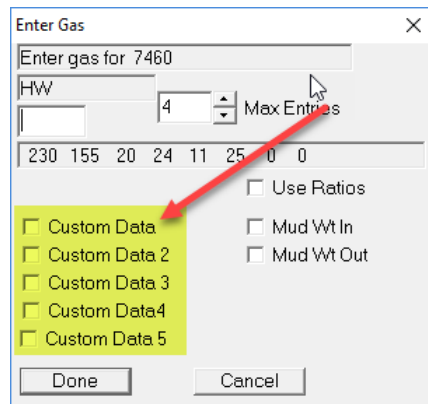 Enter Gas
Enter gas for 7460
HW
4 Max Entries
230 155 20 24 11 25 0 0
Use Ratios
Custom Data Mud Wt In
Custom Data 2 Mud Wt Out
Custom Data 3
Custom Data4
Custom Data 5
Done Cancel